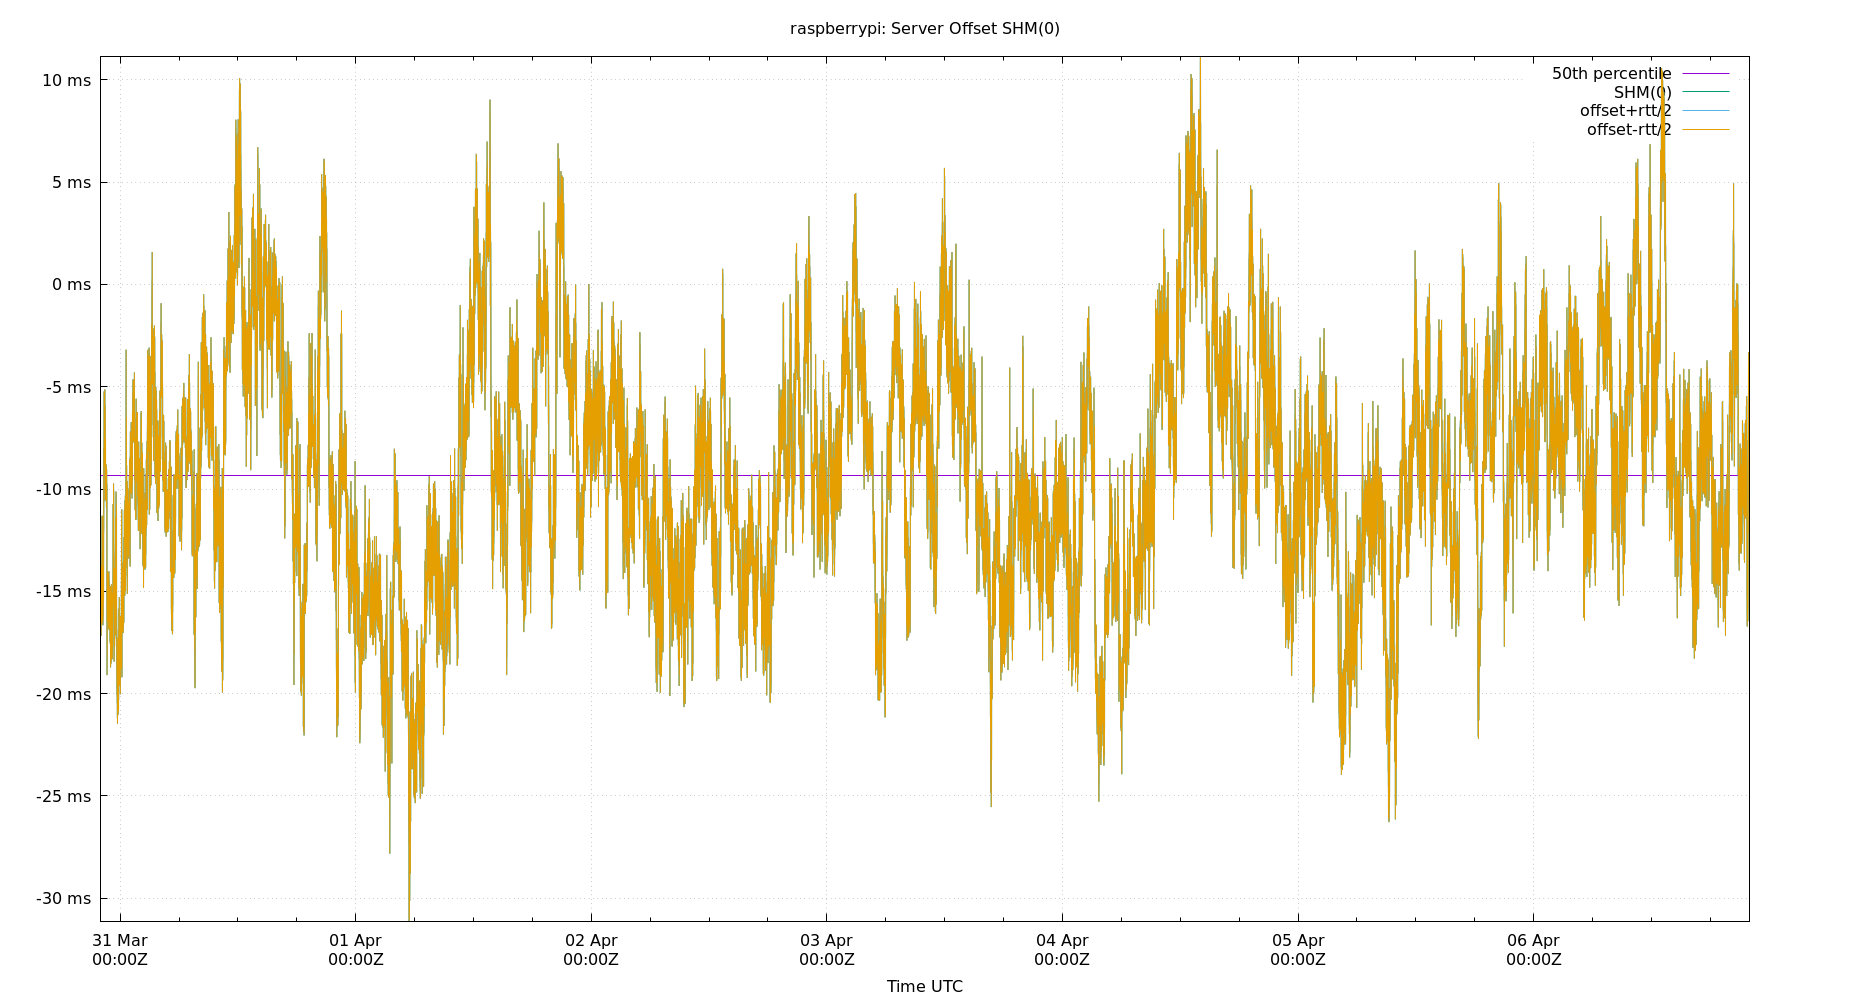 raspberrypi: Server Offset SHM(0)
10 ms
5 ms
0 ms
-5 ms
-10 ms
-15 ms
-20 ms
-25 ms
-30 ms
50th percentile
SHM(0)
offset+rtt/2
offset-rtt/2
31 Mar 01 Apr 02 Apr 03 Apr 04 Apr 05 Apr 06 Apr
00:00Z 00:00Z 00:00Z 00:00Z 00:00Z 00:00Z 00:00Z
Time UTC